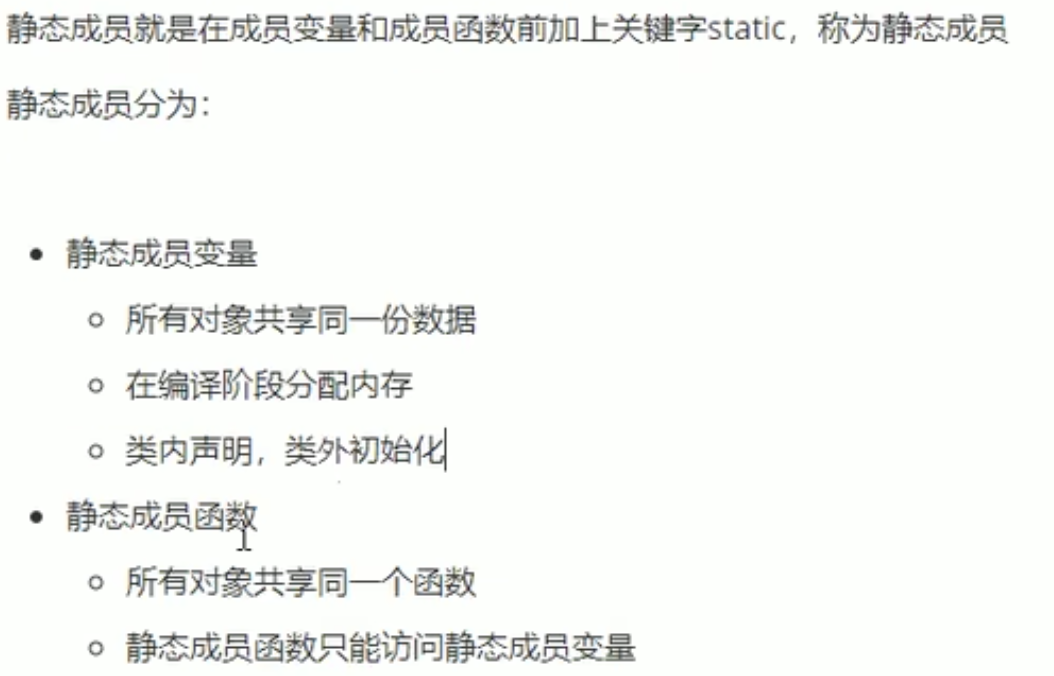 静态成员就是在成员变量和成员函数前加上关键字static，称为静态成员
静态成员分为：
静态成员变量
所有对象共享同一份数据
在编译阶段分配内存
类内声明，类外初始化
静态成员函数
所有对象共享同一个函数
静态成员函数只能访问静态成员变量